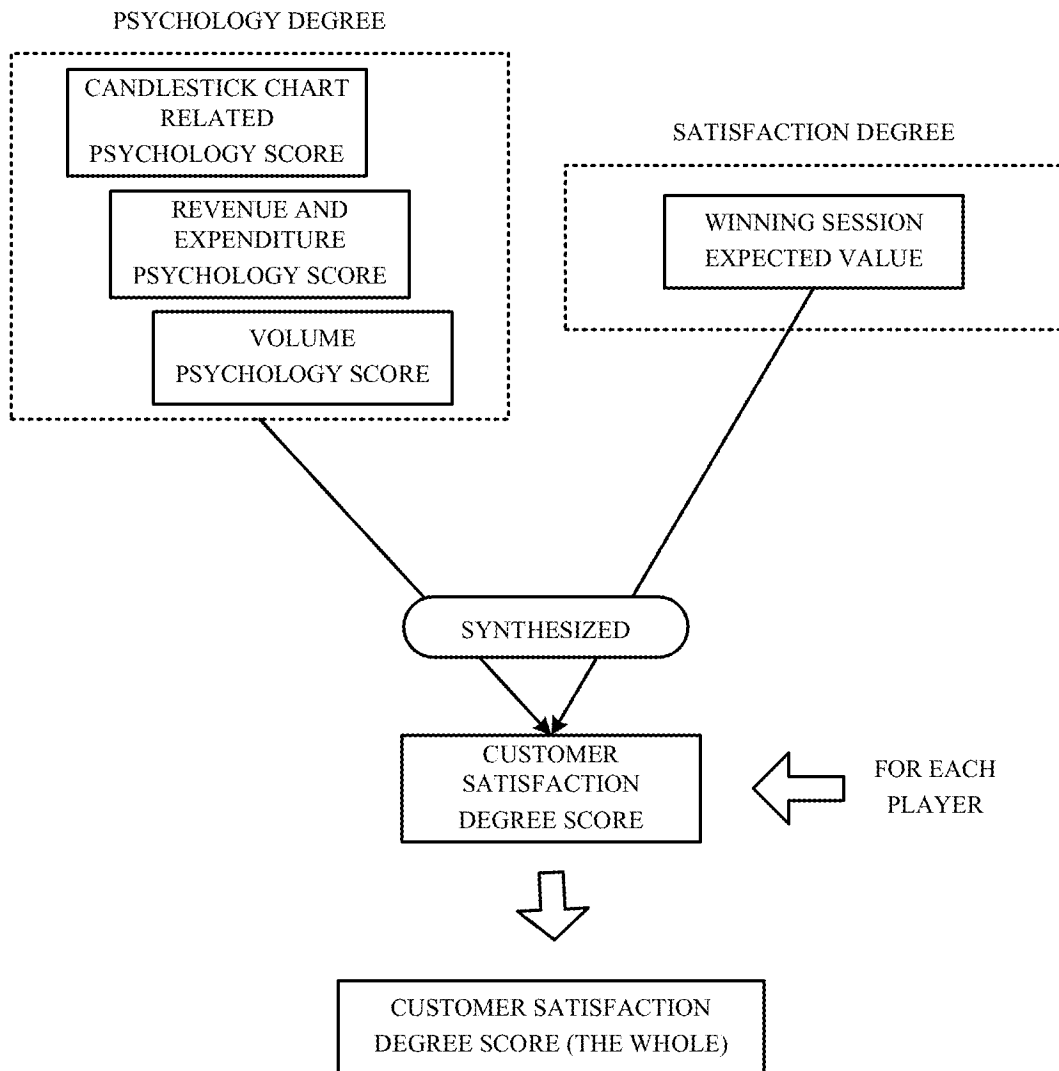 PSYCHOLOGY DEGREE
CANDLESTICK CHART
RELATED
PSYCHOLOGY SCORE
REVENUE AND
EXPENDITURE
PSYCHOLOGY SCORE
VOLUME
PSYCHOLOGY SCORE
SATISFACTION DEGREE
WINNING SESSION
EXPECTED VALUE
SYNTHESIZED
CUSTOMER
SATISFACTION
DEGREE SCORE
FOR EACH
PLAYER
CUSTOMER SATISFACTION
DEGREE SCORE (THE WHOLE)